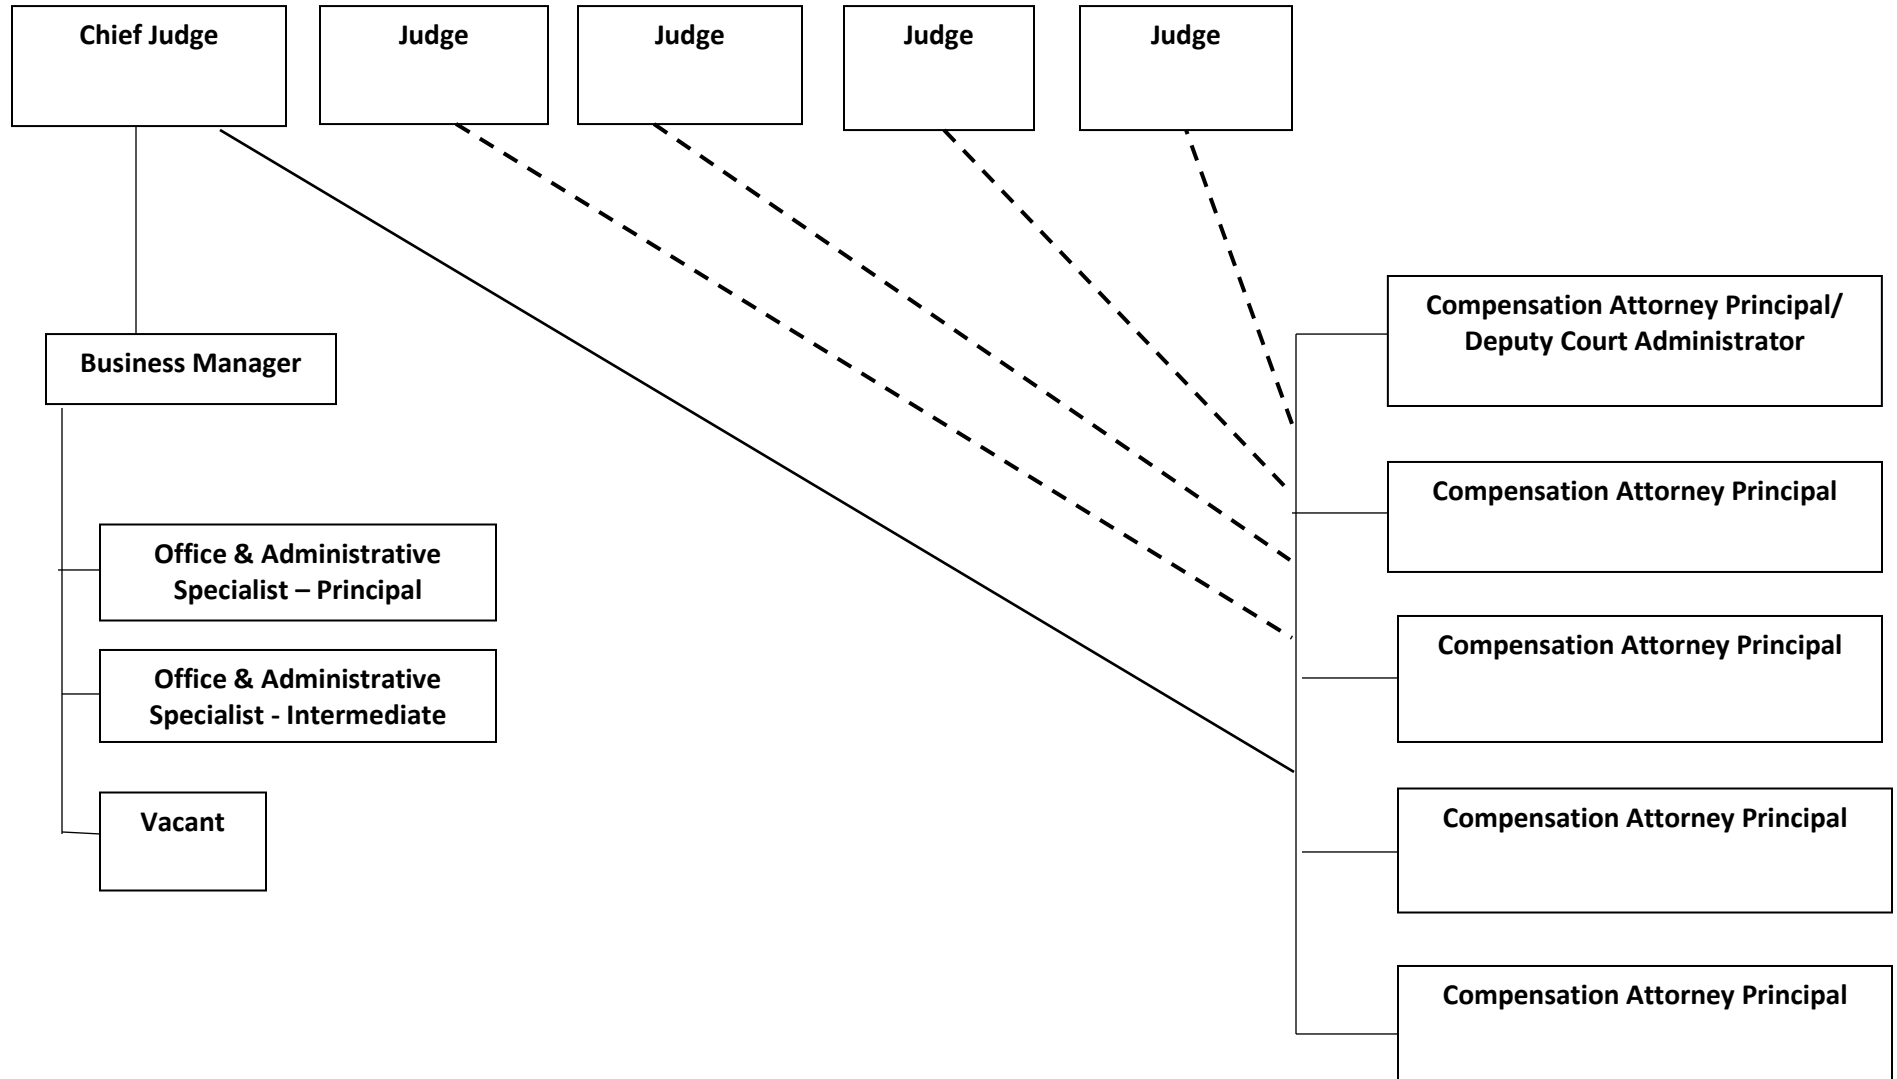 Chief Judge
Judge
Judge
Judge
Judge
Business Manager
Office & Administrative
Specialist – Principal
Office & Administrative
Specialist - Intermediate
Vacant
Compensation Attorney Principal/
Deputy Court Administrator
Compensation Attorney Principal
Compensation Attorney Principal
Compensation Attorney Principal
Compensation Attorney Principal